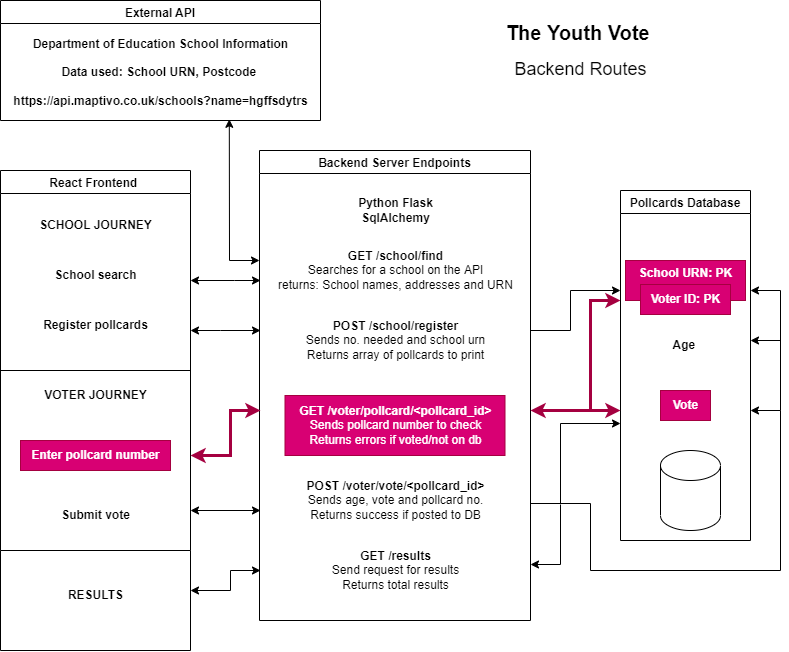 External API
Department of Education School Information
Data used: School URN, Postcode
https://api.maptivo.co.uk/schools?name=hgffsdytrs
The Youth Vote
Backend Routes
React Frontend
SCHOOL JOURNEY
School search
Register pollcards
VOTER JOURNEY
Enter pollcard number
Submit vote
RESULTS
Backend Server Endpoints
Python Flask
SqlAlchemy
GET /school/find
Searches for a school on the API
returns: School names, addresses and URN
POST /school/register
Sends no. needed and school urn
Returns array of pollcards to print
GET /voter/pollcard/<pollcard_id>
Sends pollcard number to check
Returns errors if voted/not on db
POST /voter/vote/<pollcard_id>
Sends age, vote and pollcard no.
Returns success if posted to DB
GET /results
Send request for results
Returns total results
Pollcards Database
School URN: PK
Voter ID: PK
Age
Vote